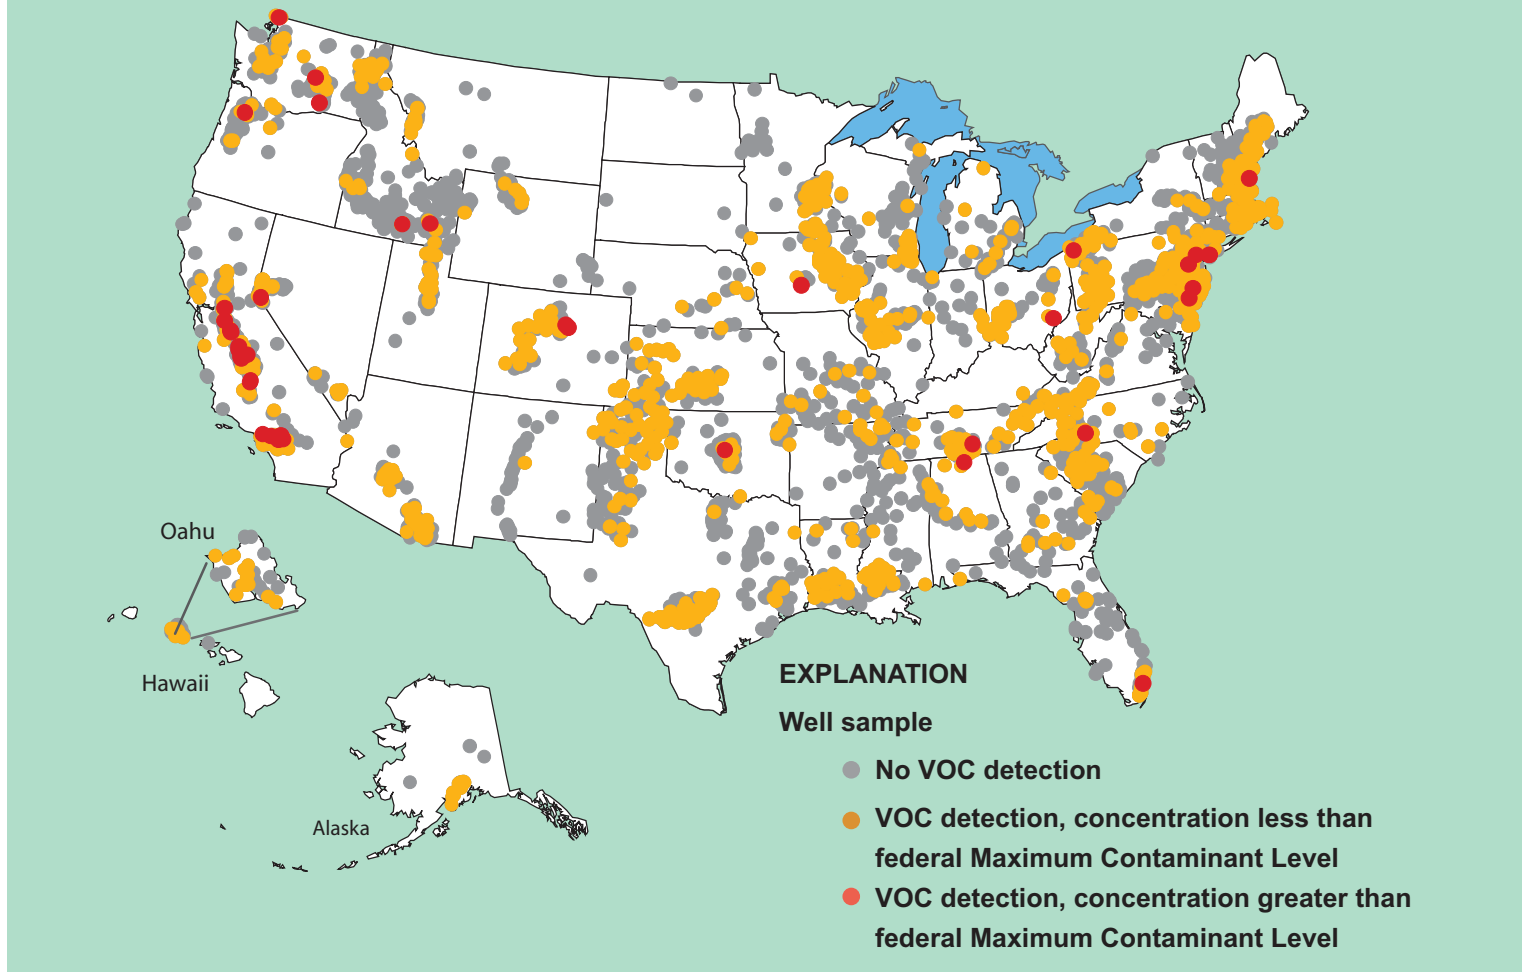 Oahu
Hawaii
Alaska
EXPLANATION
Well sample
No VOC detection
VOC detection, concentration less than
federal Maximum Contaminant Level
VOC detection, concentration greater than
federal Maximum Contaminant Level